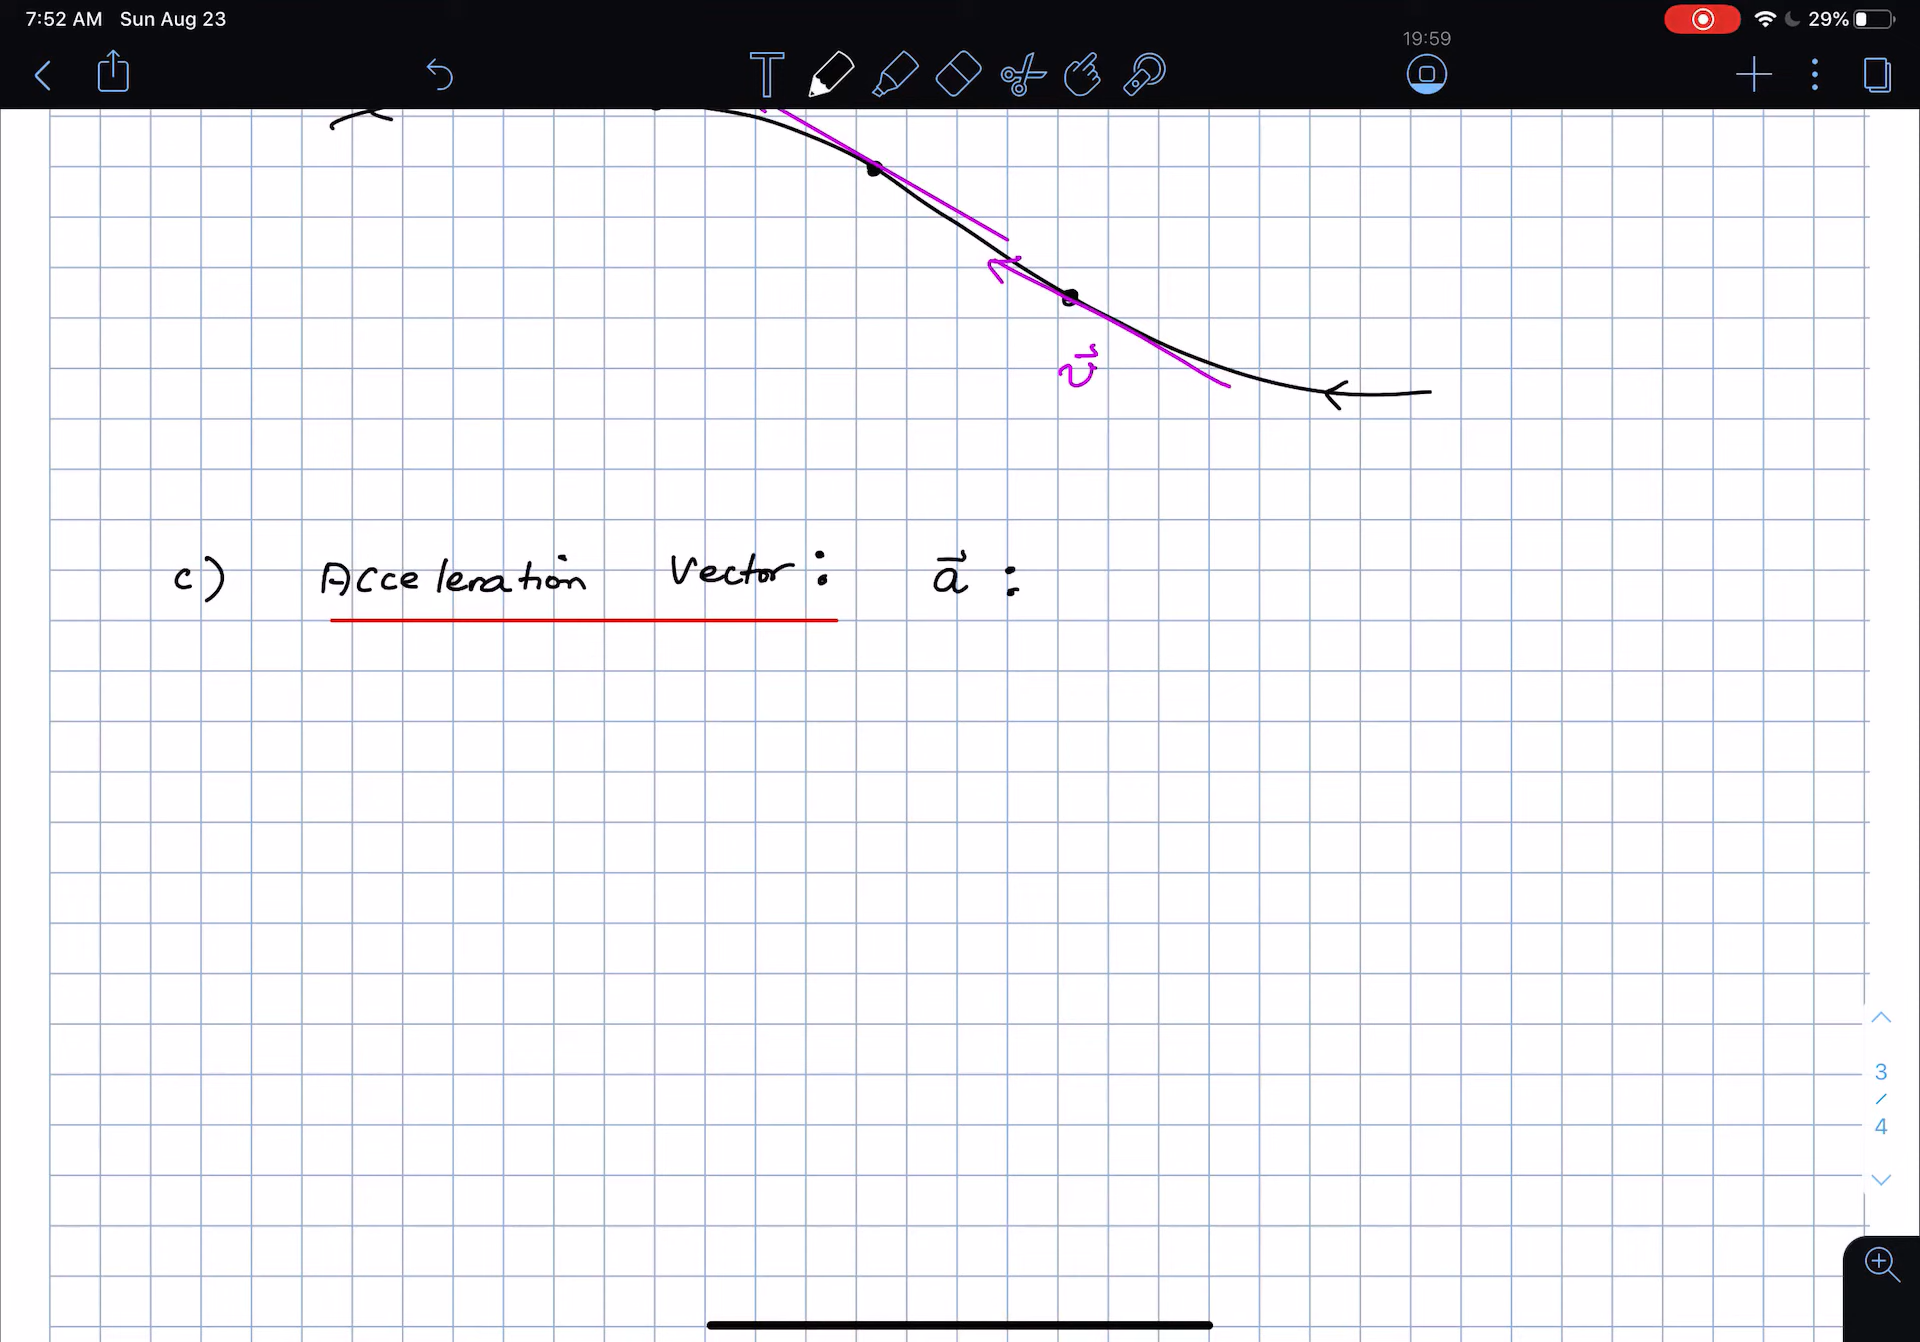 7:52 AM Sun Aug 23
29%
19:59
v⃗
c) Acceleration Vector : a⃗ :
3
/
4